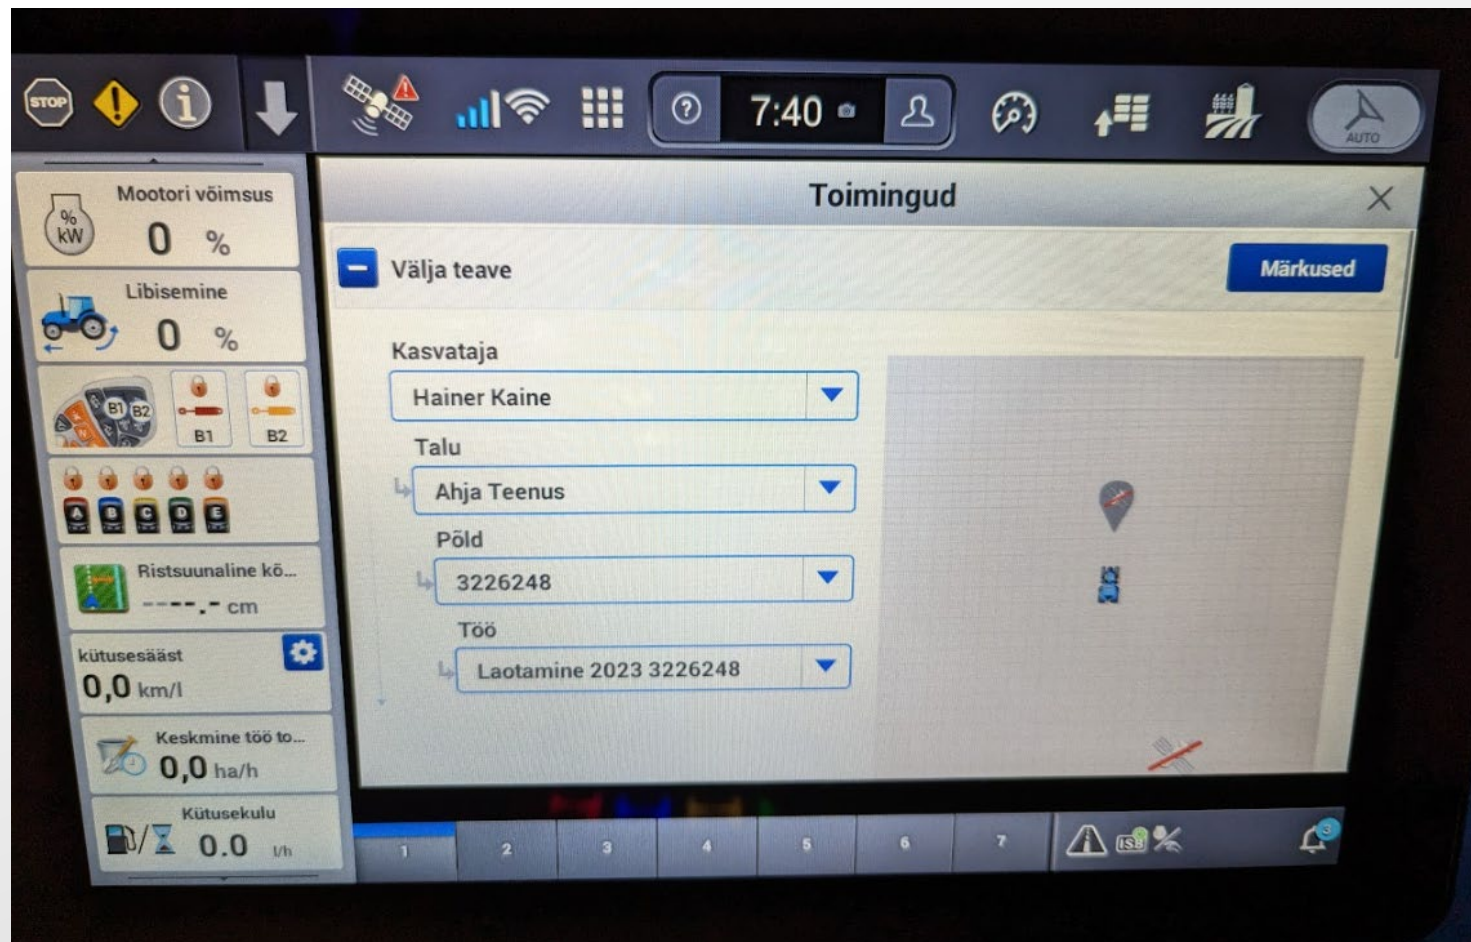 STOP
?
7:40
AUTO
Mootori võimsus
%
kW
0 %
Libisemine
0 %
B1 B2
B1
B2
A B C D E
Ristsuunaline kõ...
----.- cm
kütusesääst
0,0 km/l
Keskmine töö to...
0,0 ha/h
Kütusekulu
0.0 l/h
Toimingud
Välja teave
Märkused
Kasvataja
Hainer Kaine
Talu
Ahja Teenus
Põld
3226248
Töö
Laotamine 2023 3226248
1 2 3 4 5 6 7
ISB
3